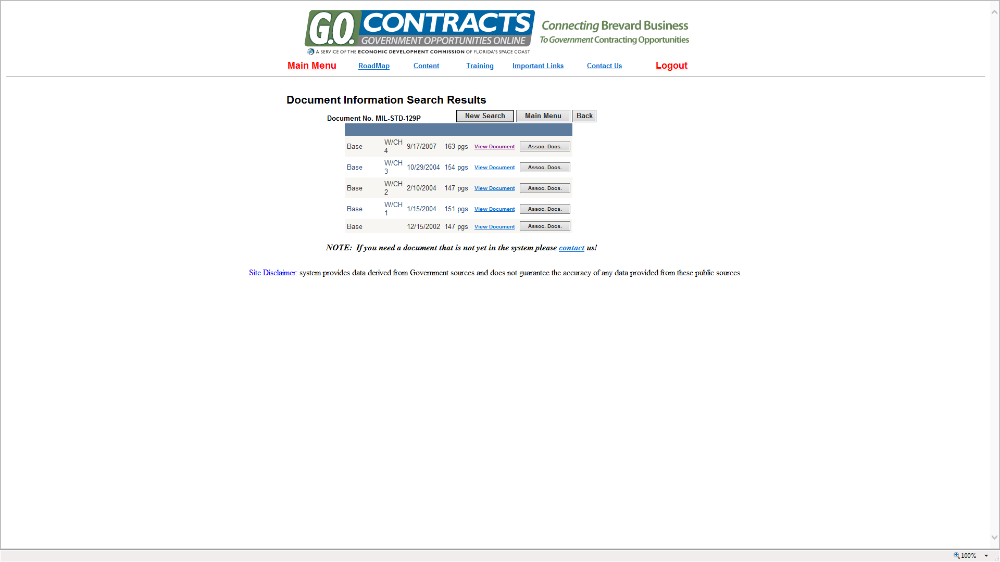 G.O. CONTRACTS
GOVERNMENT OPPORTUNITIES ONLINE
A SERVICE OF THE ECONOMIC DEVELOPMENT COMMISSION OF FLORIDA'S SPACE COAST
Connecting Brevard Business
To Government Contracting Opportunities
Main Menu RoadMap Content Training Important Links Contact Us Logout
Document Information Search Results
Document No. MIL-STD-129P New Search Main Menu Back
Base W/CH 4 9/17/2007 163 pgs View Document Assoc. Docs.
Base W/CH 3 10/29/2004 154 pgs View Document Assoc. Docs.
Base W/CH 2 2/10/2004 147 pgs View Document Assoc. Docs.
Base W/CH 1 1/15/2004 151 pgs View Document Assoc. Docs.
Base 12/15/2002 147 pgs View Document Assoc. Docs.
NOTE: If you need a document that is not yet in the system please contact us!
Site Disclaimer: system provides data derived from Government sources and does not guarantee the accuracy of any data provided from these public sources.
100%